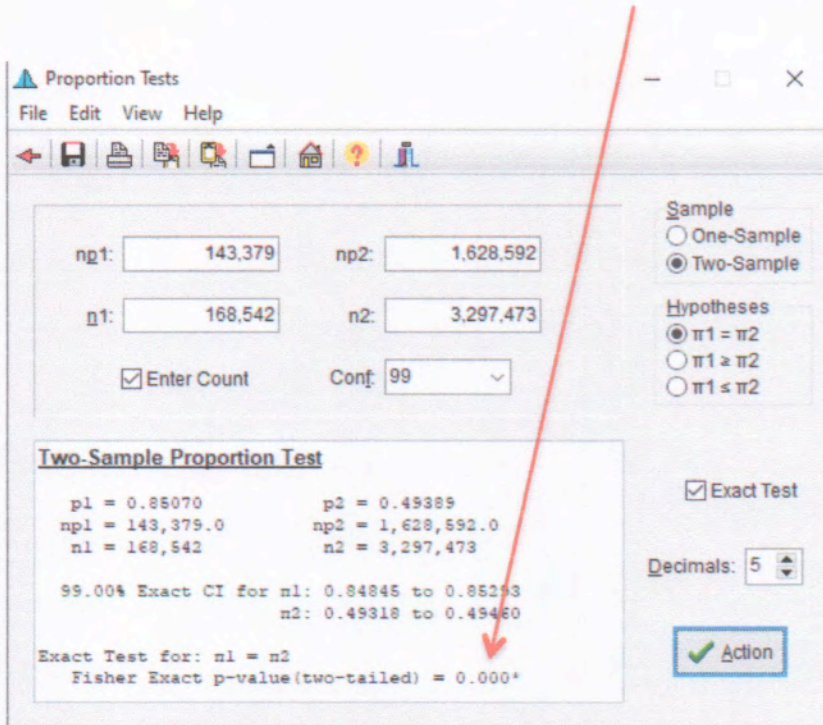 Proportion Tests
File Edit View Help
Sample
np1: 143,379 np2: 1,628,592
One-Sample
Two-Sample
n1: 168,542 n2: 3,297,473
Hypotheses
π1 = π2
π1 ≥ π2
π1 ≤ π2
Enter Count Conf: 99
Two-Sample Proportion Test
Exact Test
p1 = 0.85070 p2 = 0.49389
np1 = 143,379.0 np2 = 1,628,592.0
n1 = 168,542 n2 = 3,297,473
Decimals: 5
99.00% Exact CI for π1: 0.84845 to 0.85293
π2: 0.49318 to 0.49460
Action
Exact Test for: π1 = π2
Fisher Exact p-value(two-tailed) = 0.000*